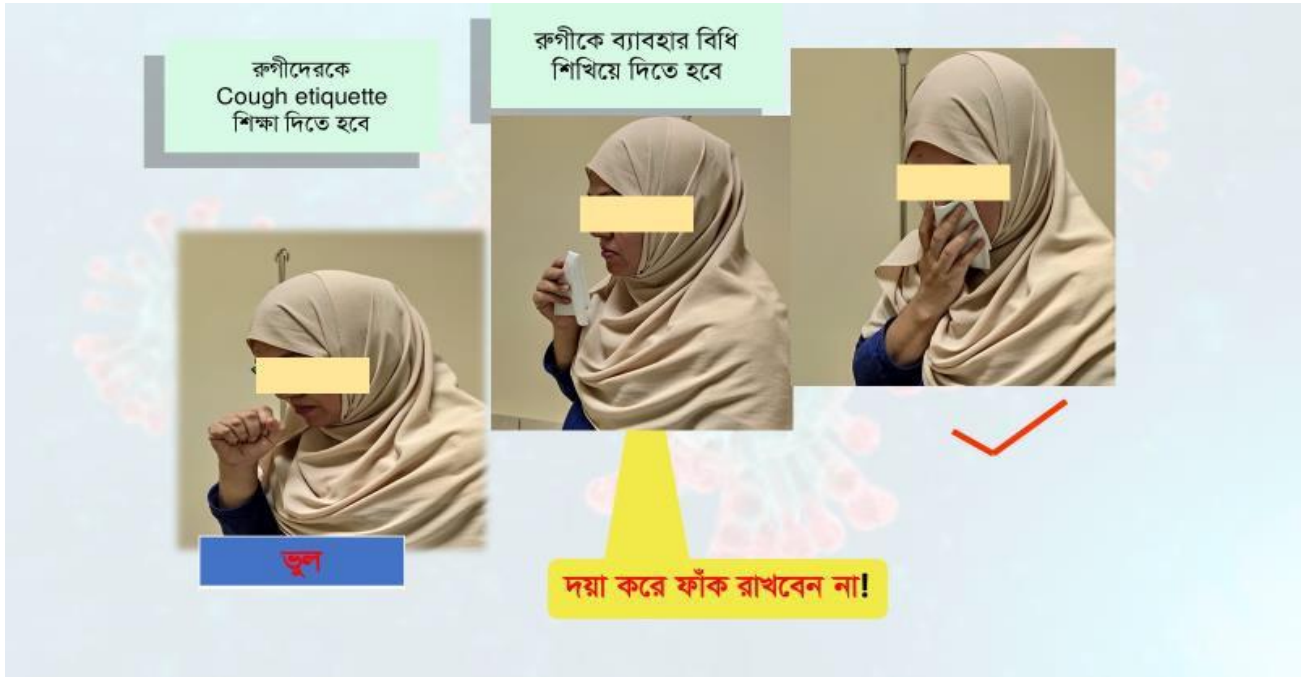 রুগীদেরকে
Cough etiquette
শিক্ষা দিতে হবে
রুগীকে ব্যাবহার বিধি
শিখিয়ে দিতে হবে
ভুল
দয়া করে ফাঁক রাখবেন না!